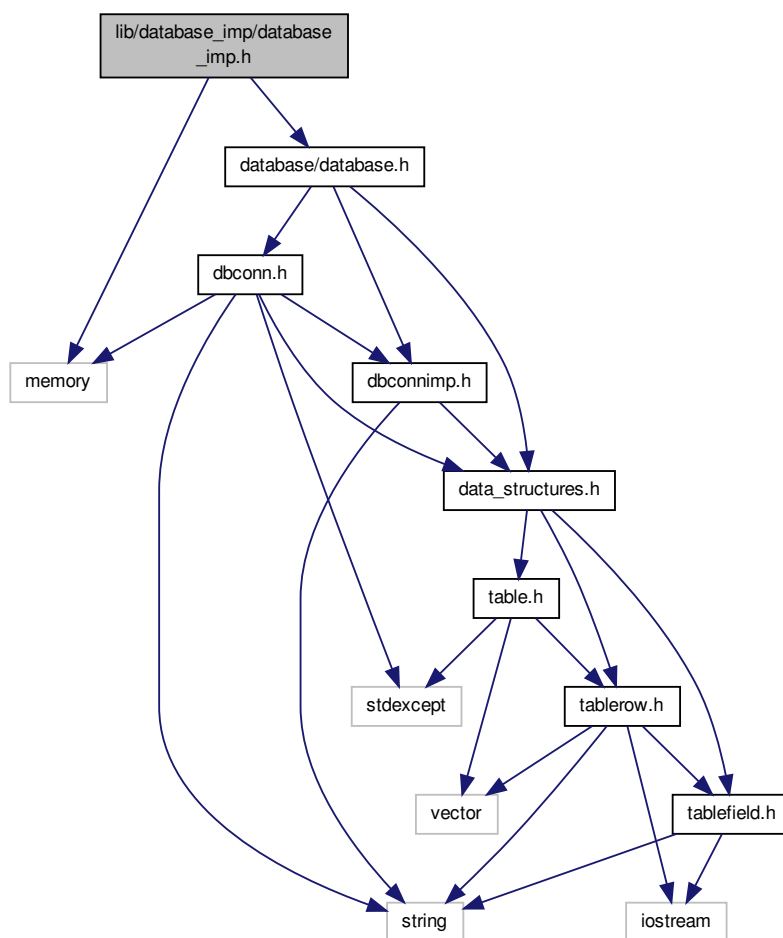 lib/database_imp/database
_imp.h
database/database.h
dbconn.h
memory
dbconnimp.h
data_structures.h
table.h
stdexcept
tablerow.h
vector
tablefield.h
string
iostream